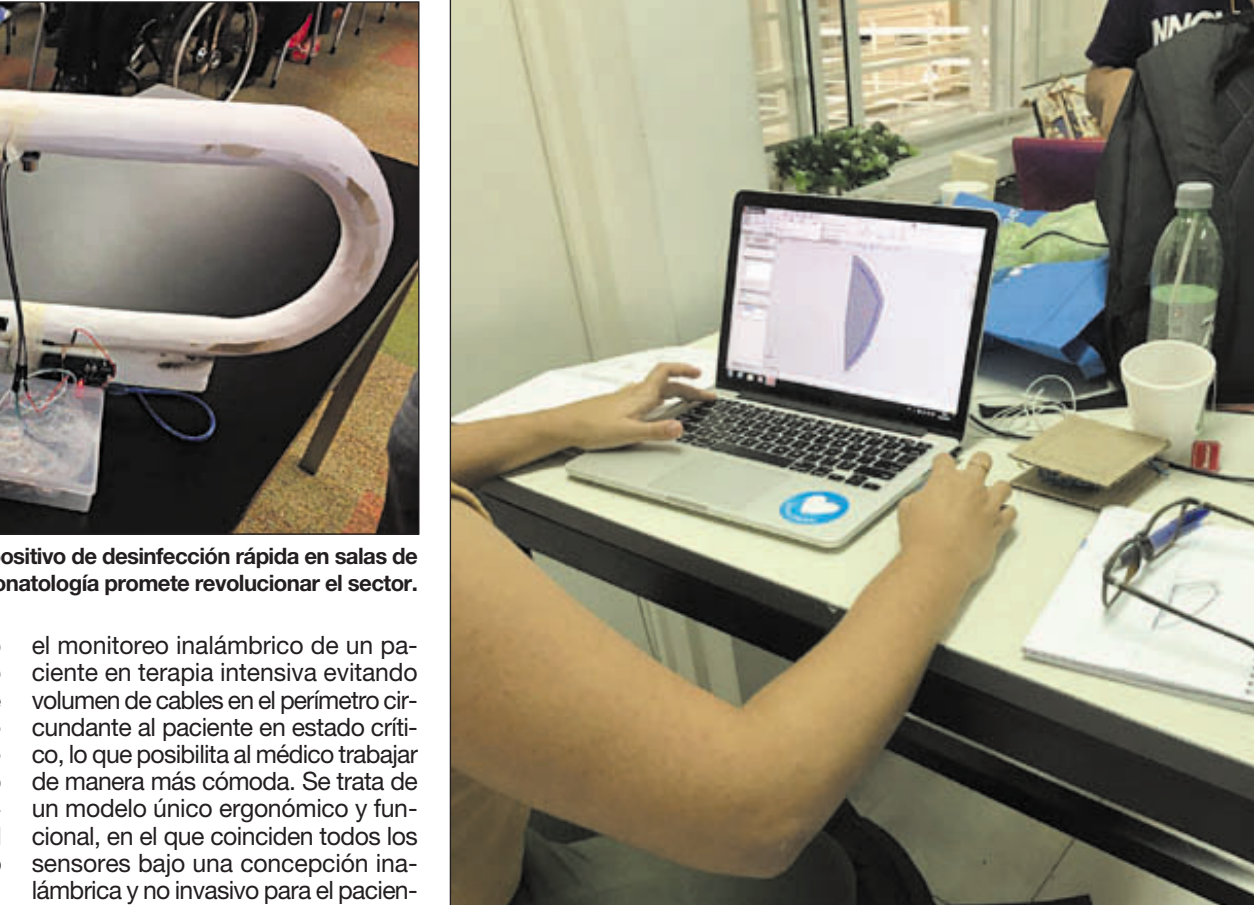 positivo de desinfección rápida en salas de
onatología promete revolucionar el sector.
el monitoreo inalámbrico de un pa-
ciente en terapia intensiva evitando
volumen de cables en el perímetro cir-
cundante al paciente en estado críti-
co, lo que posibilita al médico trabajar
de manera más cómoda. Se trata de
un modelo único ergonómico y fun-
cional, en el que coinciden todos los
sensores bajo una concepción ina-
lámbrica y no invasivo para el pacien-